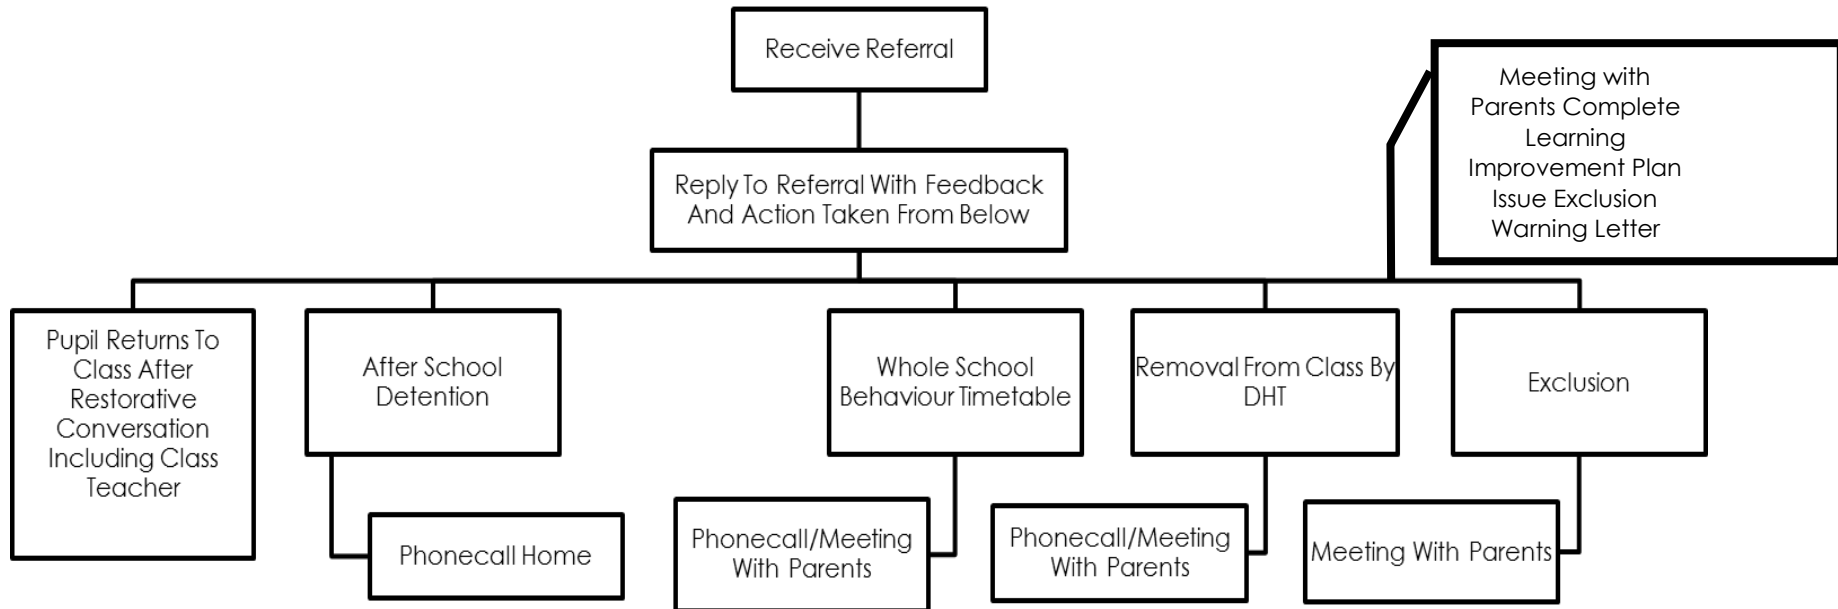 Receive Referral
Meeting with
Parents Complete
Learning
Improvement Plan
Issue Exclusion
Warning Letter
Reply To Referral With Feedback
And Action Taken From Below
Pupil Returns To
Class After
Restorative
Conversation
Including Class
Teacher
After School
Detention
Whole School
Behaviour Timetable
Removal From Class By
DHT
Exclusion
Phonecall Home
Phonecall/Meeting
With Parents
Phonecall/Meeting
With Parents
Meeting With Parents